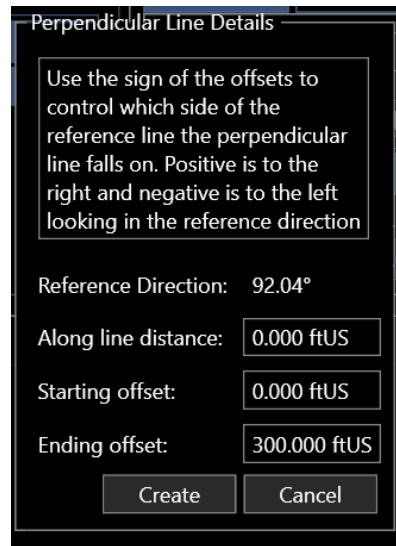 Perpendicular Line Details
Use the sign of the offsets to
control which side of the
reference line the perpendicular
line falls on. Positive is to the
right and negative is to the left
looking in the reference direction
Reference Direction: 92.04°
Along line distance: 0.000 ftUS
Starting offset: 0.000 ftUS
Ending offset: 300.000 ftUS
Create Cancel